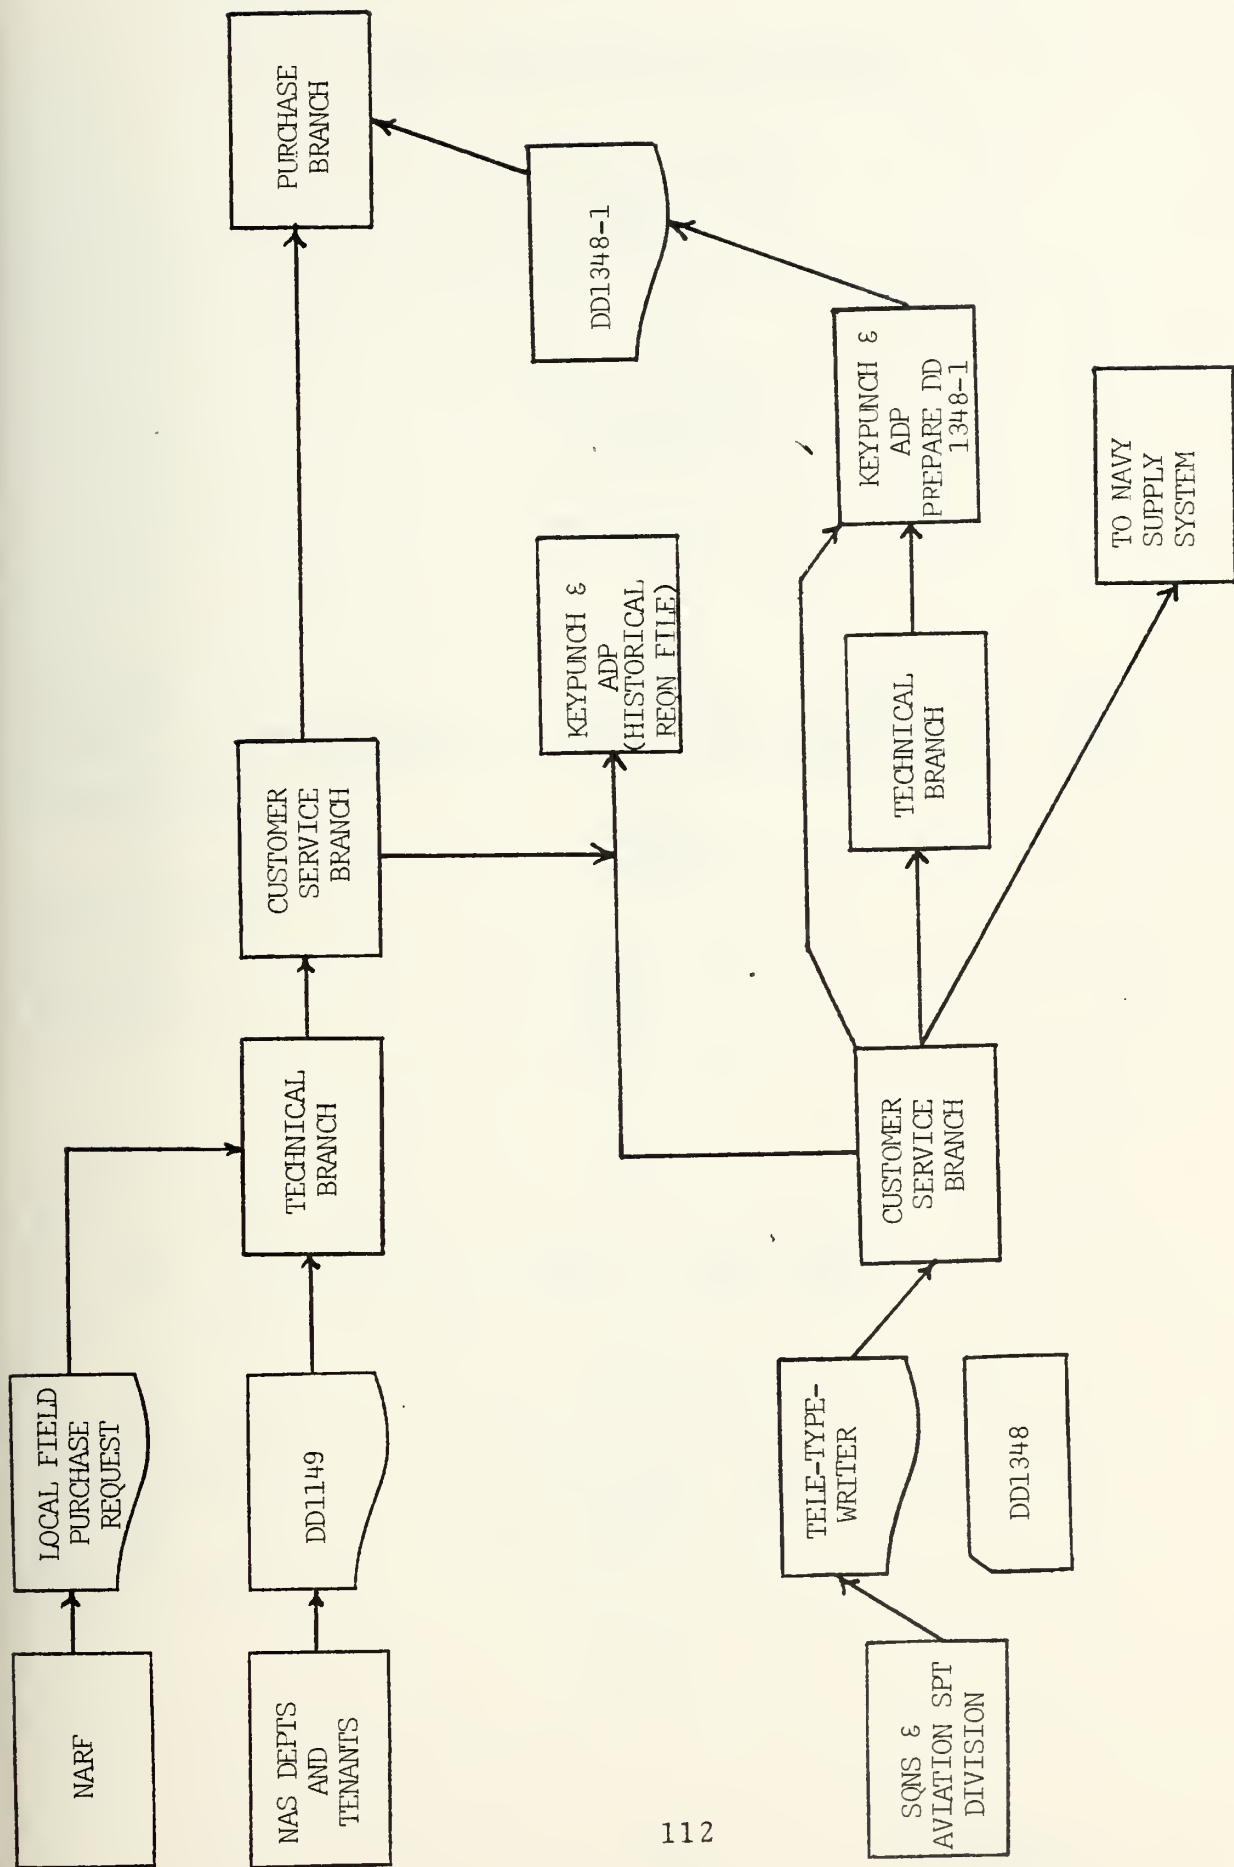 NARF
LOCAL FIELD
PURCHASE
REQUEST
NAS DEPTS
AND
TENANTS
DD1149
TECHNICAL
BRANCH
CUSTOMER
SERVICE
BRANCH
PURCHASE
BRANCH
KEYPUNCH &
ADP
(HISTORICAL
REQN FILE)
DD1348-1
SQNS &
AVIATION SPT
DIVISION
TELE-TYPE-
WRITER
DD1348
CUSTOMER
SERVICE
BRANCH
TECHNICAL
BRANCH
KEYPUNCH &
ADP
PREPARE DD
1348-1
TO NAVY
SUPPLY
SYSTEM
112